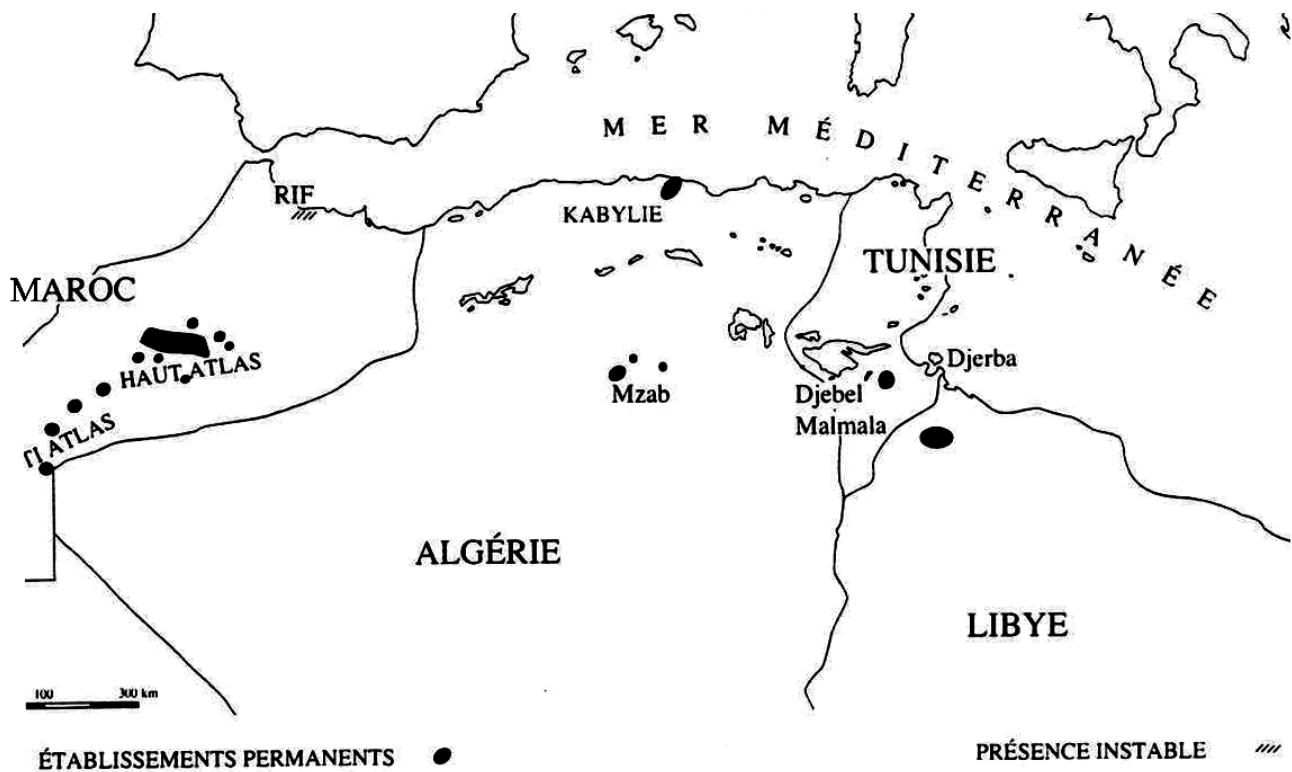 MER MÉDITERRANÉE
RIF
KABYLIE
TUNISIE
MAROC
HAUT ATLAS
Mzab
Djebel
Malmala
Djerba
TI ATLAS
ALGÉRIE
LIBYE
100 300 km
ÉTABLISSEMENTS PERMANENTS
PRÉSENCE INSTABLE